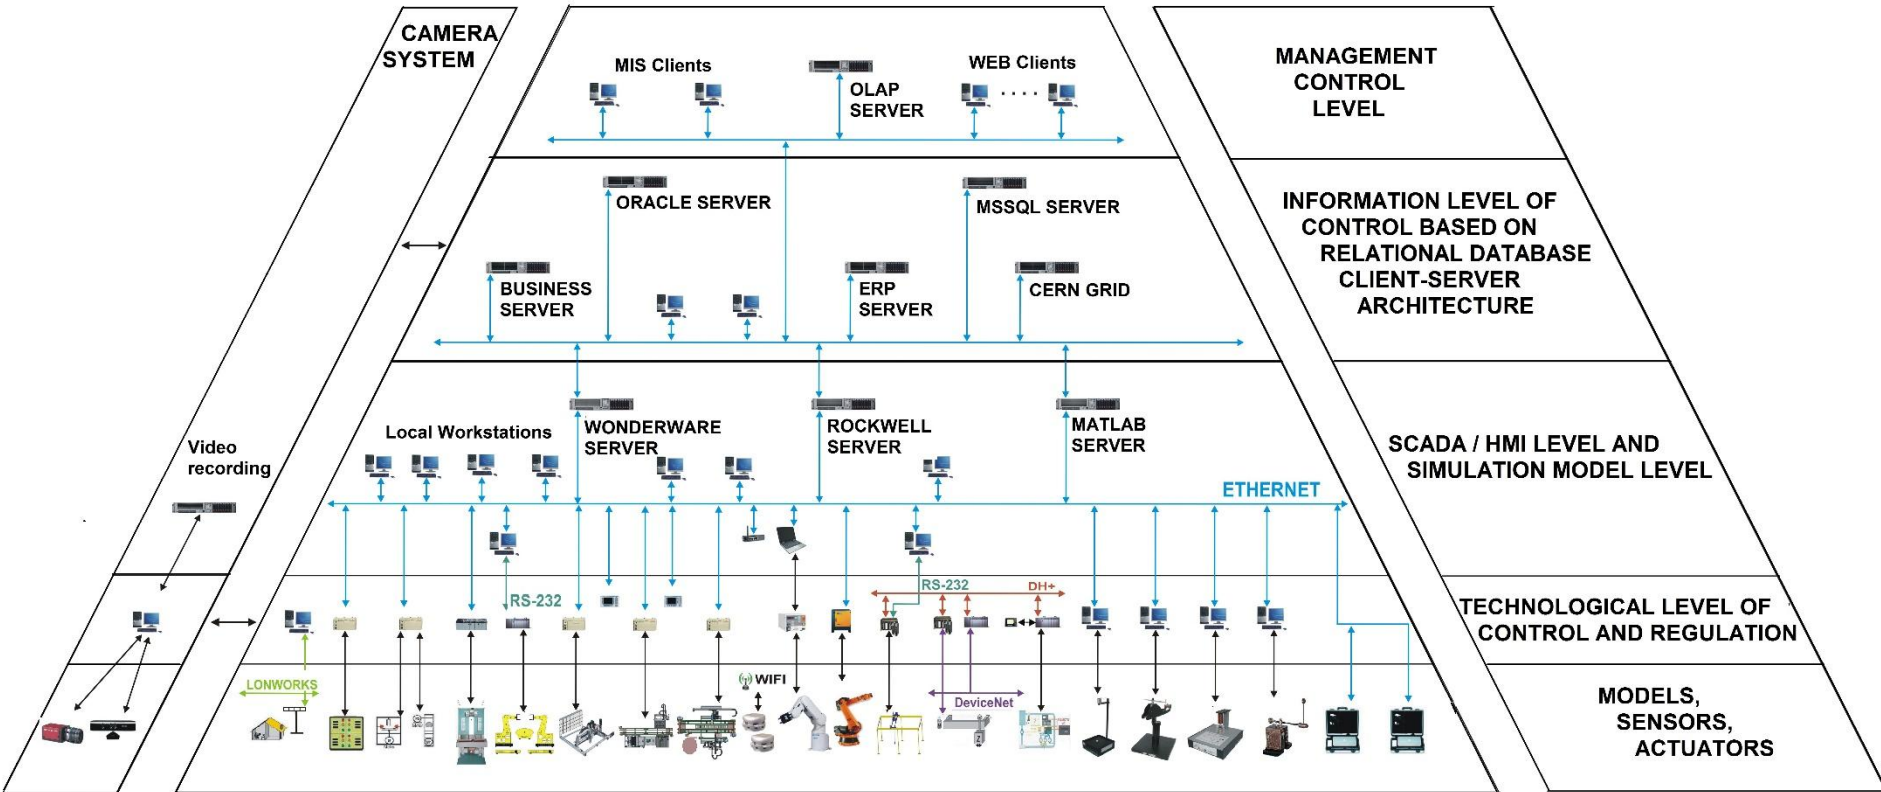 CAMERA
SYSTEM
MIS Clients
OLAP
SERVER
WEB Clients
MANAGEMENT
CONTROL
LEVEL
ORACLE SERVER
MSSQL SERVER
BUSINESS
SERVER
ERP
SERVER
CERN GRID
INFORMATION LEVEL OF
CONTROL BASED ON
RELATIONAL DATABASE
CLIENT-SERVER
ARCHITECTURE
Video
recording
Local Workstations
WONDERWARE
SERVER
ROCKWELL
SERVER
MATLAB
SERVER
ETHERNET
SCADA / HMI LEVEL AND
SIMULATION MODEL LEVEL
RS-232
RS-232
DH+
TECHNOLOGICAL LEVEL OF
CONTROL AND REGULATION
LONWORKS
WIFI
DeviceNet
MODELS,
SENSORS,
ACTUATORS